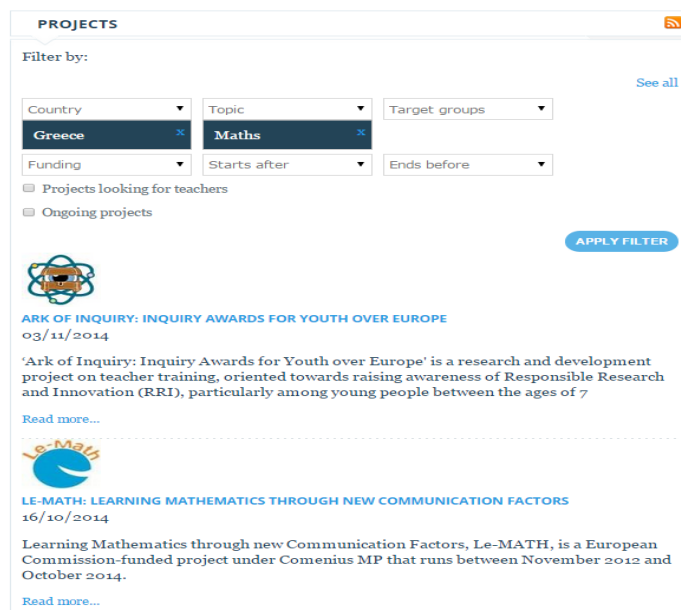 PROJECTS
Filter by:
See all
Country Topic Target groups
Greece x Maths x
Funding Starts after Ends before
Projects looking for teachers
Ongoing projects
APPLY FILTER
ARK OF INQUIRY: INQUIRY AWARDS FOR YOUTH OVER EUROPE
03/11/2014
'Ark of Inquiry: Inquiry Awards for Youth over Europe' is a research and development
project on teacher training, oriented towards raising awareness of Responsible Research
and Innovation (RRI), particularly among young people between the ages of 7
Read more...
Le-Math
LE-MATH: LEARNING MATHEMATICS THROUGH NEW COMMUNICATION FACTORS
16/10/2014
Learning Mathematics through new Communication Factors, Le-MATH, is a European
Commission-funded project under Comenius MP that runs between November 2012 and
October 2014.
Read more...